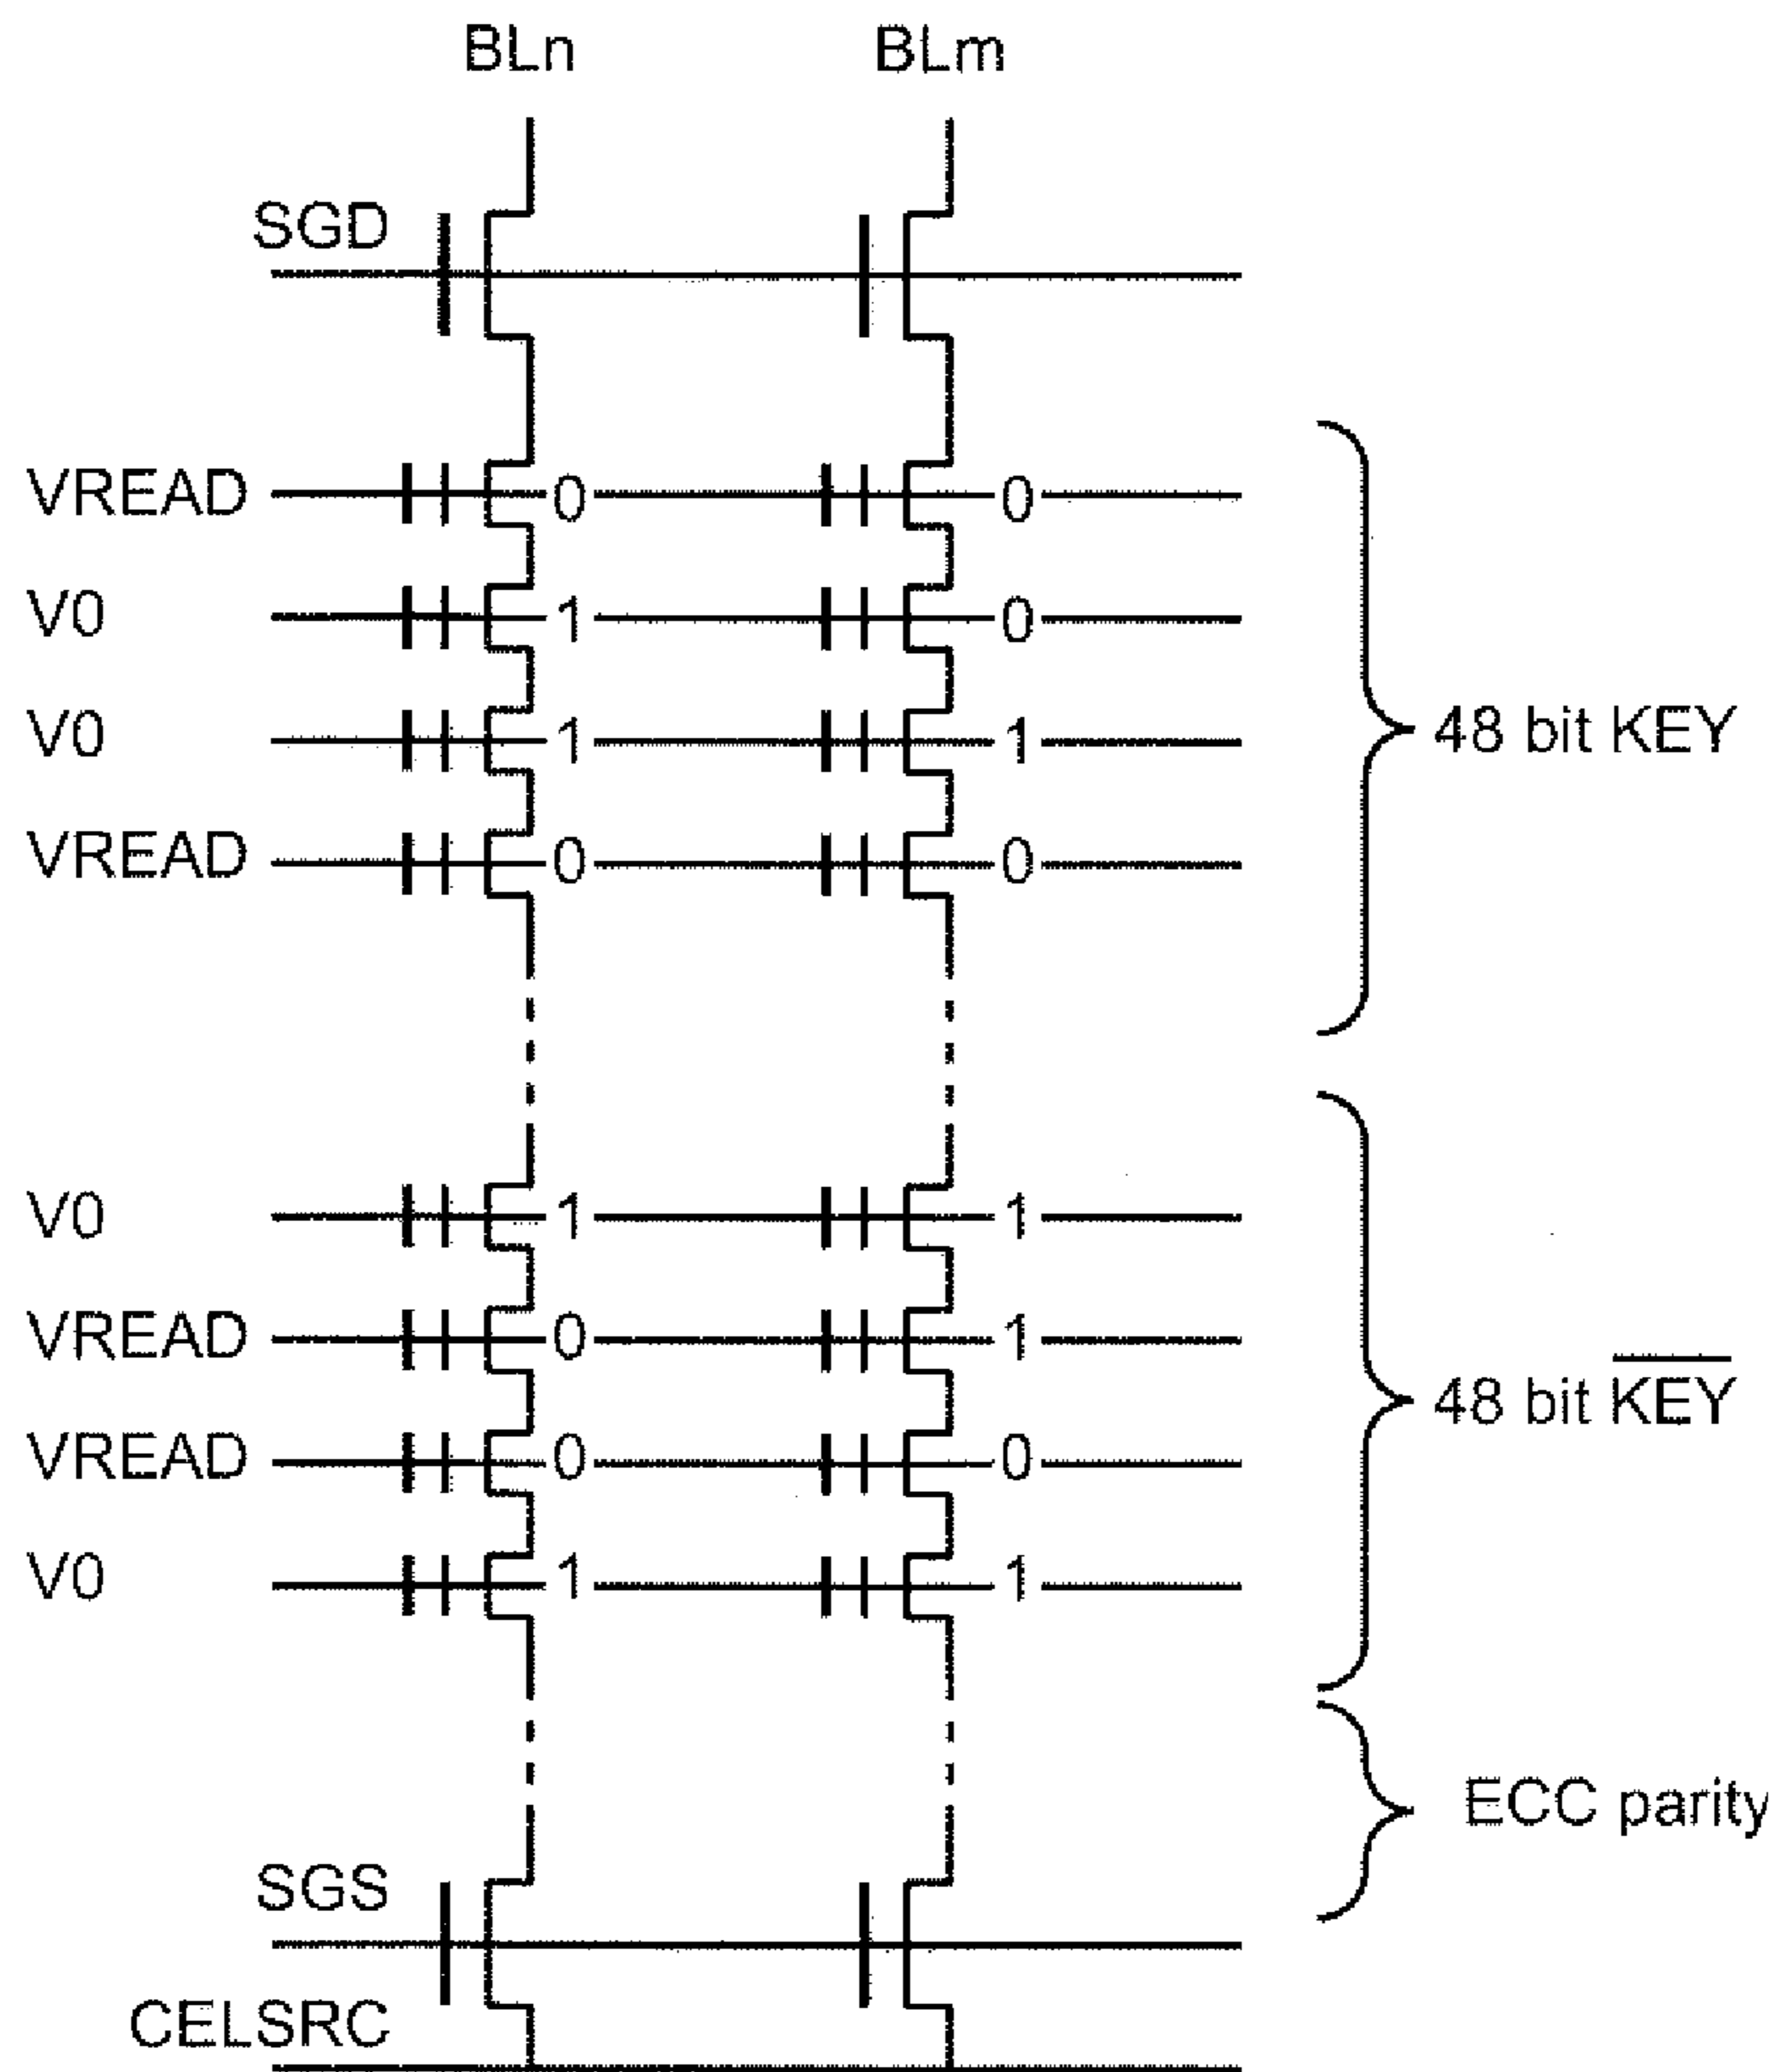 BLn BLm
SGD
VREAD 0 0
V0 1 0
V0 1 1
48 bit KEY
VREAD 0 0
V0 1 1
VREAD 0 1
48 bit K̅E̅Y̅
VREAD 0 0
V0 1 1
ECC parity
SGS
CELSRC